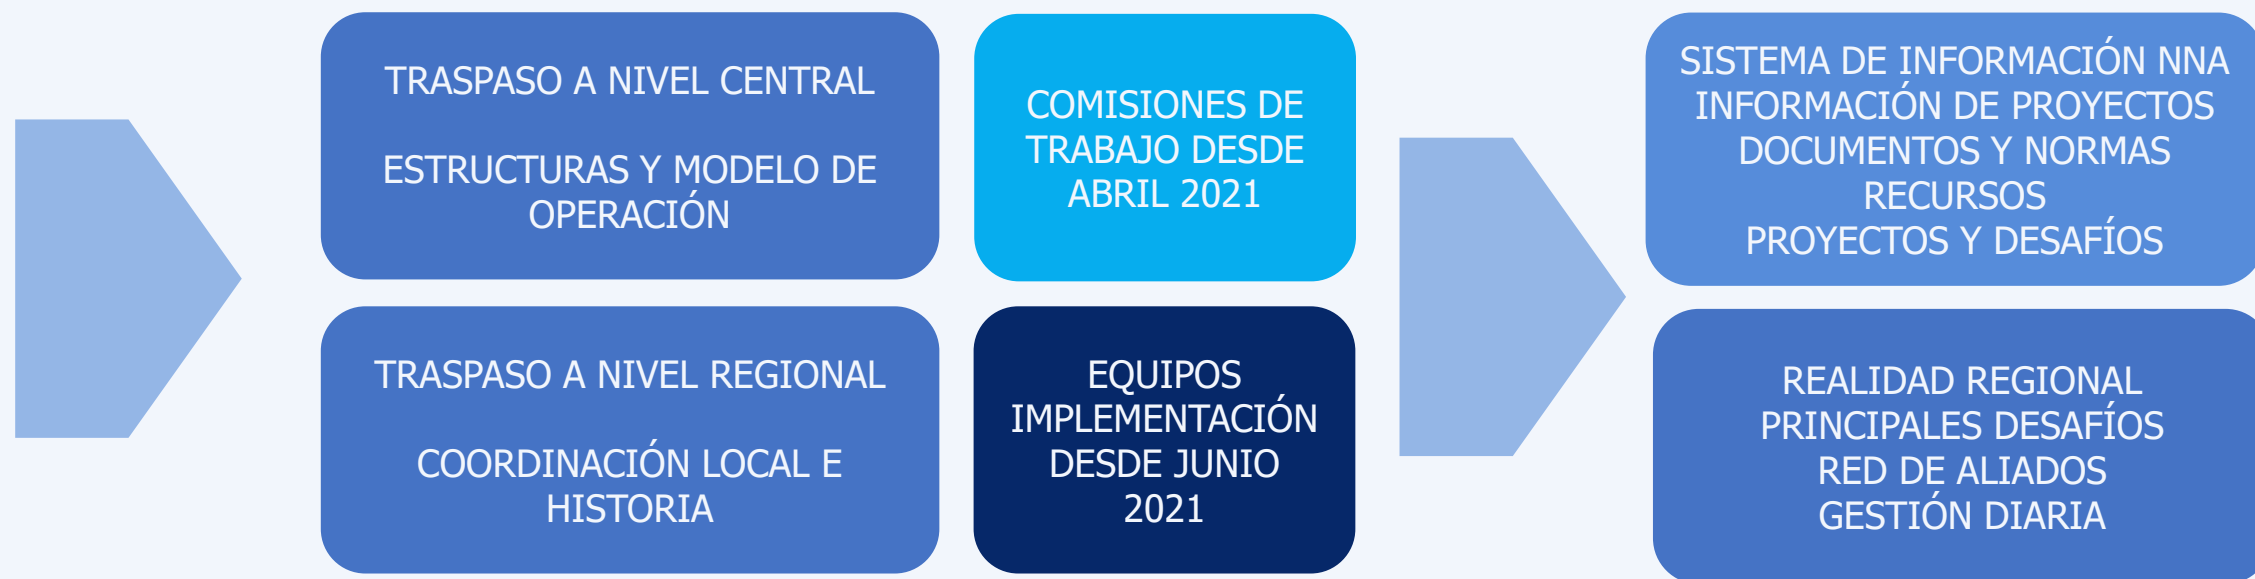 TRASPASO A NIVEL CENTRAL
ESTRUCTURAS Y MODELO DE
OPERACIÓN
COMISIONES DE
TRABAJO DESDE
ABRIL 2021
SISTEMA DE INFORMACIÓN NNA
INFORMACIÓN DE PROYECTOS
DOCUMENTOS Y NORMAS
RECURSOS
PROYECTOS Y DESAFÍOS
TRASPASO A NIVEL REGIONAL
COORDINACIÓN LOCAL E
HISTORIA
EQUIPOS
IMPLEMENTACIÓN
DESDE JUNIO
2021
REALIDAD REGIONAL
PRINCIPALES DESAFÍOS
RED DE ALIADOS
GESTIÓN DIARIA